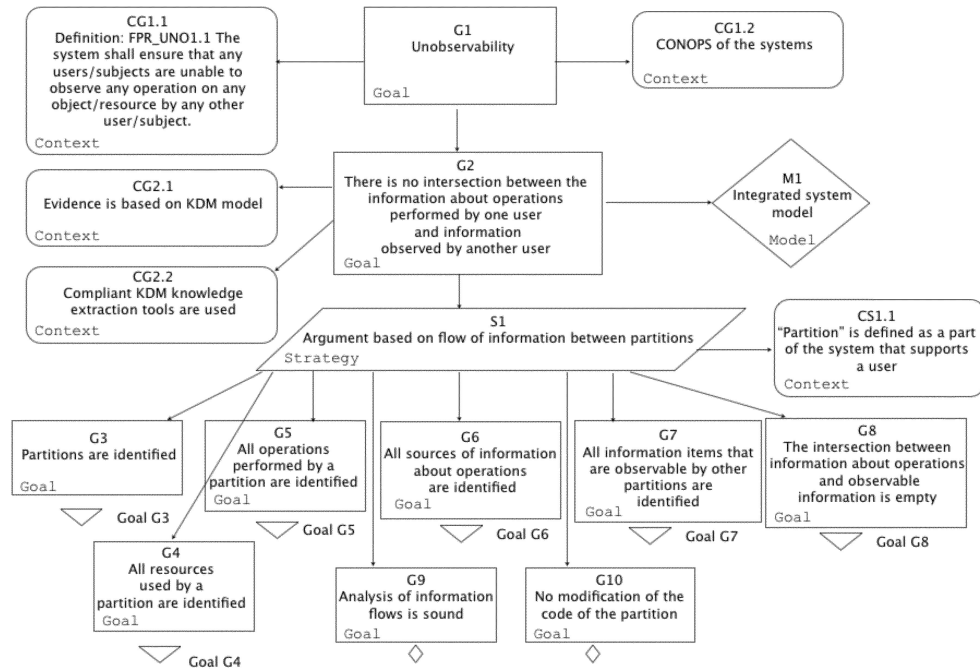 CG1.1
Definition: FPR_UNO1.1 The
system shall ensure that any
users/subjects are unable to
observe any operation on any
object/resource by any other
user/subject.
Context
G1
Unobservability
Goal
CG1.2
CONOPS of the systems
Context
CG2.1
Evidence is based on KDM model
Context
G2
There is no intersection between the
information about operations
performed by one user
and information
observed by another user
Goal
M1
Integrated system
model
Model
CG2.2
Compliant KDM knowledge
extraction tools are used
Context
S1
Argument based on flow of information between partitions
Strategy
CS1.1
“Partition” is defined as a part
of the system that supports
a user
Context
G3
Partitions are identified
Goal
Goal G3
G5
All operations
performed by a
partition are identified
Goal
Goal G5
G6
All sources of information
about operations
are identified
Goal
Goal G6
G7
All information items
that are observable by other
partitions are
identified
Goal
Goal G7
G8
The intersection between
information about operations
and observable
information is empty
Goal
Goal G8
G4
All resources
used by a
partition are identified
Goal
Goal G4
G9
Analysis of information
flows is sound
Goal
G10
No modification of the
code of the partition
Goal